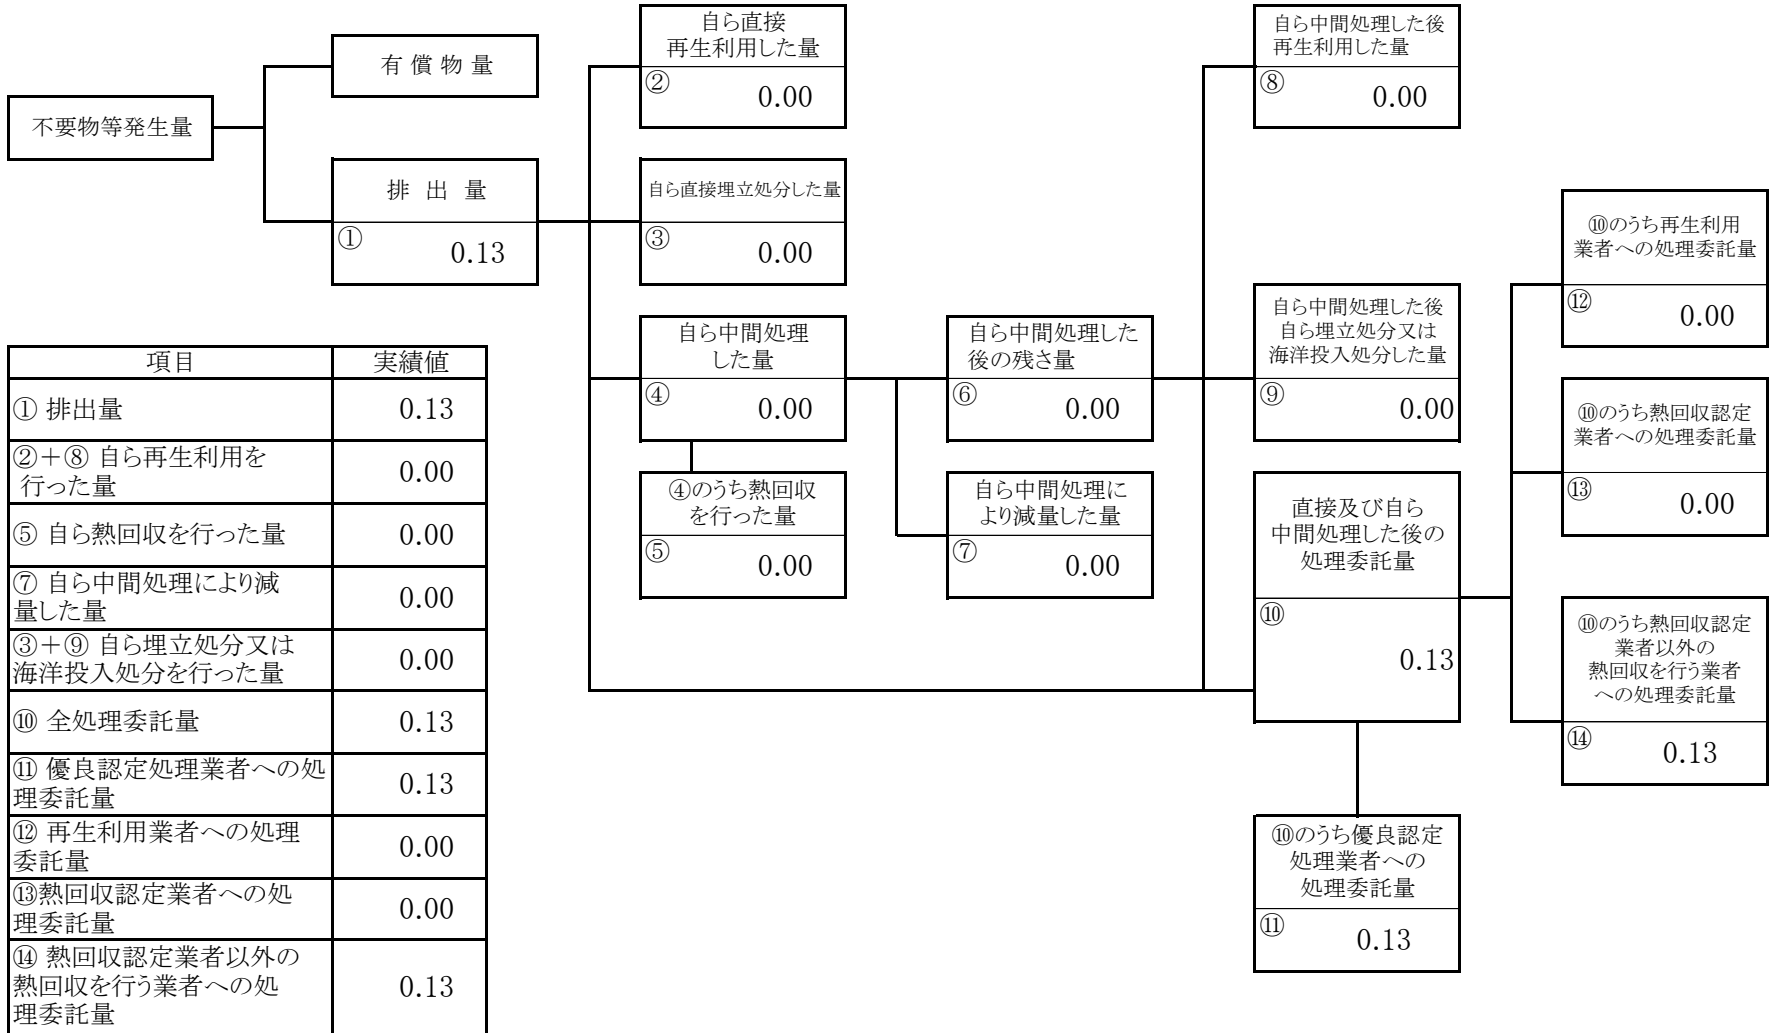 不要物等発生量
有償物量
排出量
①
0.13
自ら直接
再生利用した量
②
0.00
自ら直接埋立処分した量
③
0.00
自ら中間処理
した量
④
0.00
④のうち熱回収
を行った量
⑤
0.00
自ら中間処理した
後の残さ量
⑥
0.00
自ら中間処理に
より減量した量
⑦
0.00
自ら中間処理した後
再生利用した量
⑧
0.00
自ら中間処理した後
自ら埋立処分又は
海洋投入処分した量
⑨
0.00
直接及び自ら
中間処理した後の
処理委託量
⑩
0.13
⑩のうち優良認定
処理業者への
処理委託量
⑪
0.13
⑩のうち再生利用
業者への処理委託量
⑫
0.00
⑩のうち熱回収認定
業者への処理委託量
⑬
0.00
⑩のうち熱回収認定
業者以外の
熱回収を行う業者
への処理委託量
⑭
0.13
項目 実績値
① 排出量 0.13
②+⑧ 自ら再生利用を
行った量 0.00
⑤ 自ら熱回収を行った量 0.00
⑦ 自ら中間処理により減
量した量 0.00
③+⑨ 自ら埋立処分又は
海洋投入処分を行った量 0.00
⑩ 全処理委託量 0.13
⑪ 優良認定処理業者への処
理委託量 0.13
⑫ 再生利用業者への処理
委託量 0.00
⑬熱回収認定業者への処
理委託量 0.00
⑭ 熱回収認定業者以外の
熱回収を行う業者への処
理委託量 0.13